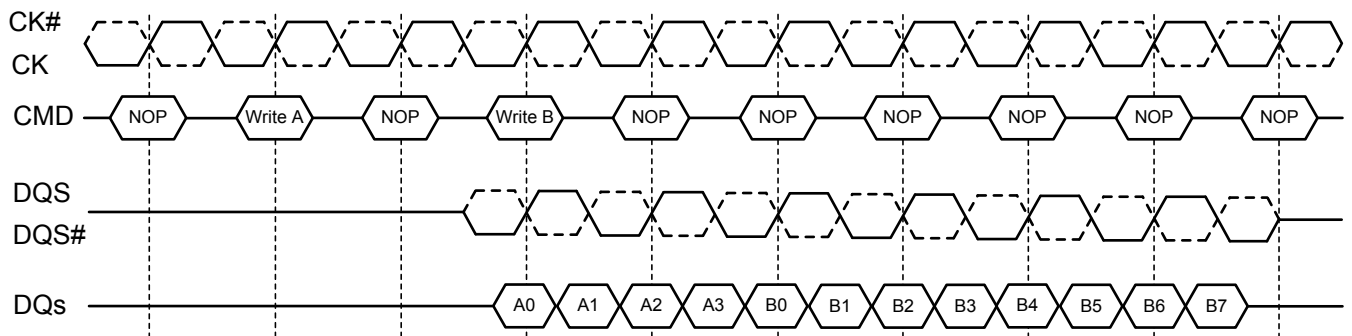 CK#
CK
CMD NOP Write A NOP Write B NOP NOP NOP NOP NOP NOP
DQS
DQS#
DQs A0 A1 A2 A3 B0 B1 B2 B3 B4 B5 B6 B7